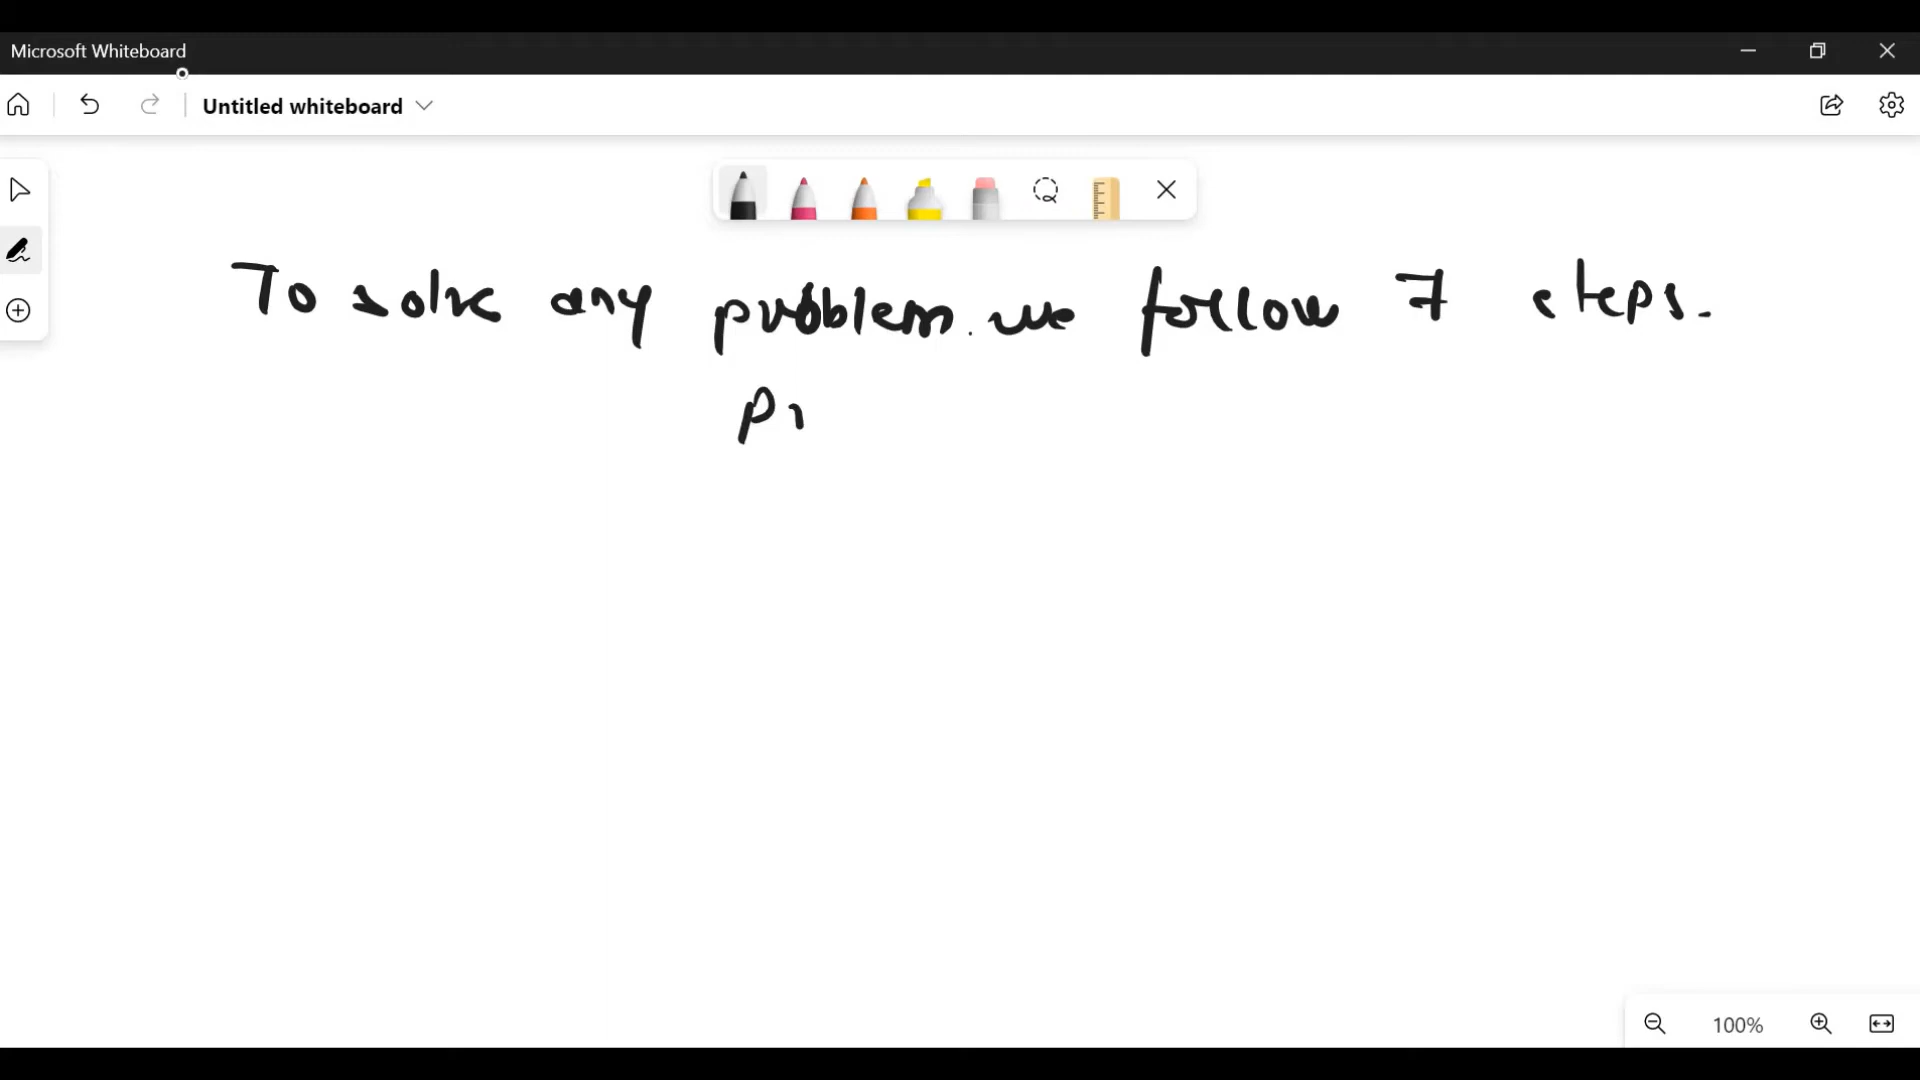 Microsoft Whiteboard
Untitled whiteboard
To solve any problem. we follow 7 steps.
pr
100%